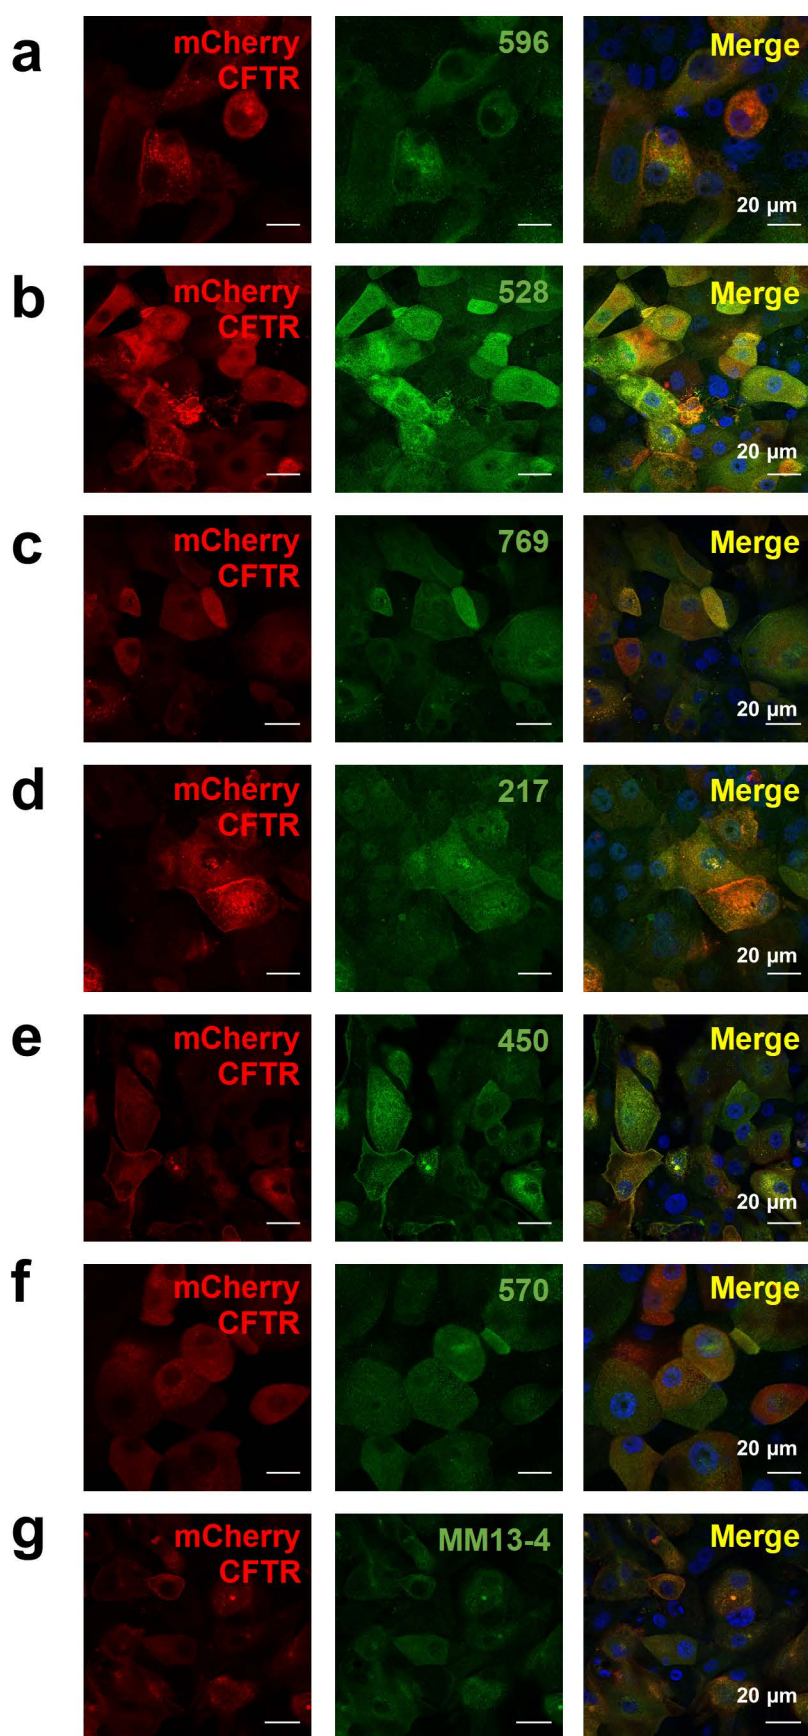 a
mCherry
CFTR
596
Merge
20 µm
b
mCherry
CFTR
528
Merge
20 µm
c
mCherry
CFTR
769
Merge
20 µm
d
mCherry
CFTR
217
Merge
20 µm
e
mCherry
CFTR
450
Merge
20 µm
f
mCherry
CFTR
570
Merge
20 µm
g
mCherry
CFTR
MM13-4
Merge
20 µm